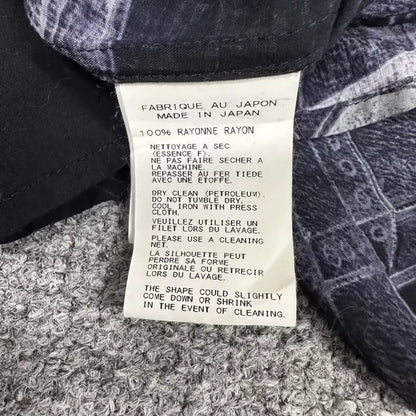 FABRIQUE AU JAPON
MADE IN JAPAN
100% RAYONNE RAYON
NETTOYAGE A SEC
(ESSENCE F).
NE PAS FAIRE SECHER A
LA MACHINE.
REPASSER AU FER TIEDE
AVEC UNE ETOFFE.
DRY CLEAN (PETROLEUM).
DO NOT TUMBLE DRY.
COOL IRON WITH PRESS
CLOTH.
VEUILLEZ UTILISER UN
FILET LORS DU LAVAGE.
PLEASE USE A CLEANING
NET.
LA SILHOUETTE PEUT
PERDRE SA FORME
ORIGINALE OU RETRECIR
LORS DU LAVAGE.
THE SHAPE COULD SLIGHTLY
COME DOWN OR SHRINK
IN THE EVENT OF CLEANING.